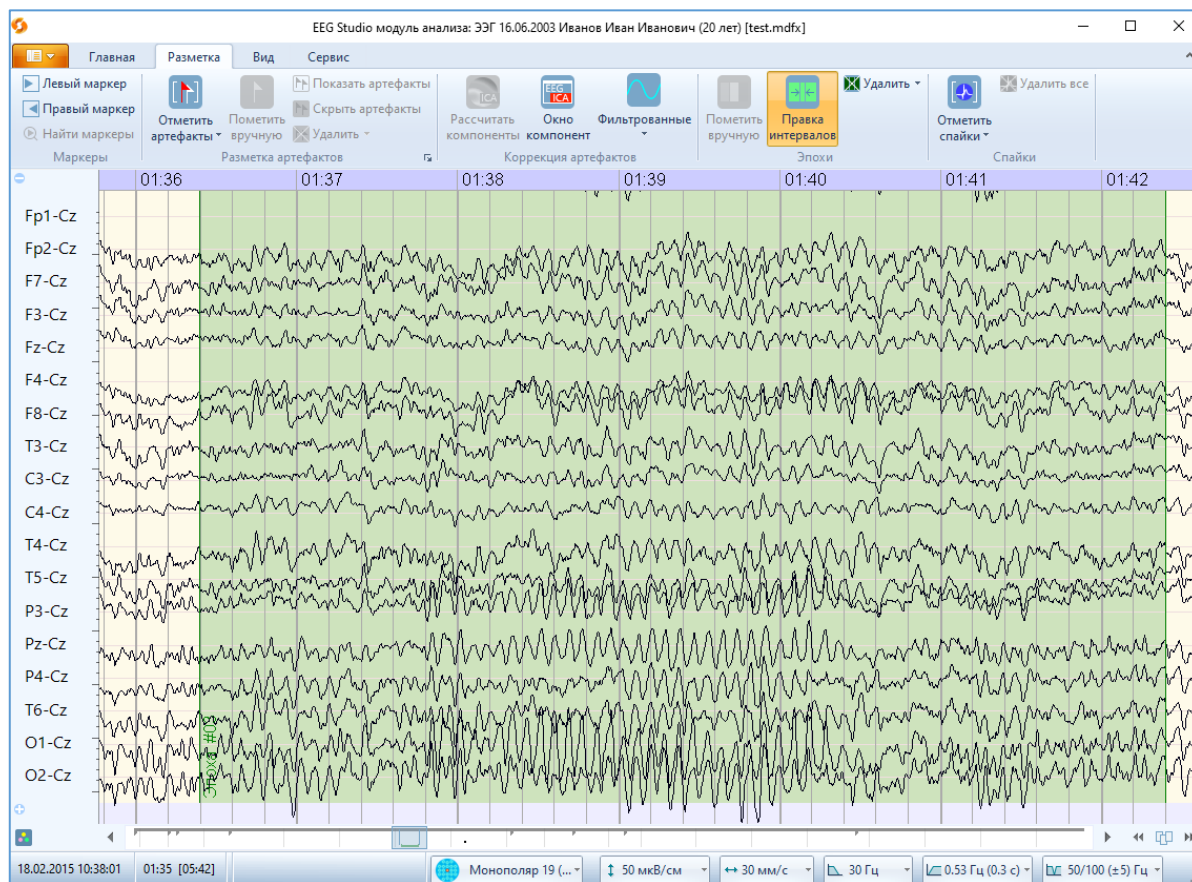 EEG Studio модуль анализа: ЭЭГ 16.06.2003 Иванов Иван Иванович (20 лет) [test.mdfx]
Главная Разметка Вид Сервис
Левый маркер
Правый маркер
Найти маркеры
Маркеры
Отметить артефакты
Пометить вручную
Показать артефакты
Скрыть артефакты
Удалить
Разметка артефактов
ICA
Рассчитать компоненты
EEG
ICA
Окно компонент
Фильтрованные
Коррекция артефактов
Пометить вручную
Правка интервалов
Удалить
Эпохи
Отметить спайки
Удалить все
Спайки
01:36 01:37 01:38 01:39 01:40 01:41 01:42
Fp1-Cz
Fp2-Cz
F7-Cz
F3-Cz
Fz-Cz
F4-Cz
F8-Cz
T3-Cz
C3-Cz
C4-Cz
T4-Cz
T5-Cz
P3-Cz
Pz-Cz
P4-Cz
T6-Cz
O1-Cz
O2-Cz
18.02.2015 10:38:01 01:35 [05:42] Монополяр 19 (... 50 мкВ/см 30 мм/с 30 Гц 0.53 Гц (0.3 с) 50/100 (±5) Гц